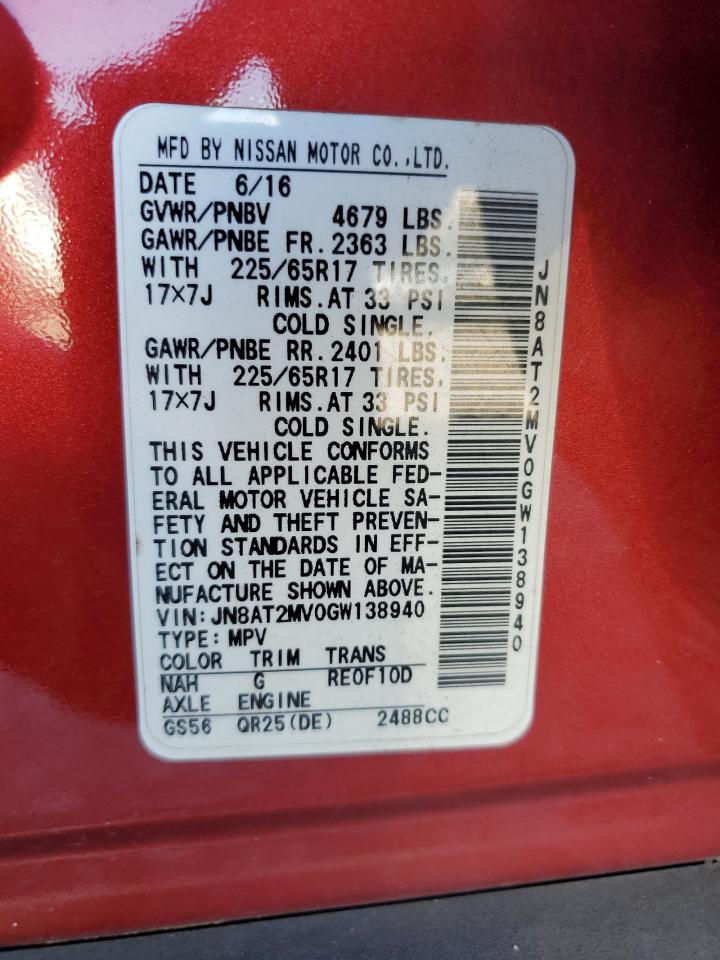 MFD BY NISSAN MOTOR CO.,LTD.
DATE 6/16
GVWR/PNBV 4679 LBS.
GAWR/PNBE FR. 2363 LBS.
WITH 225/65R17 TIRES,
17×7J RIMS. AT 33 PSI
COLD SINGLE.
GAWR/PNBE RR. 2401 LBS.
WITH 225/65R17 TIRES,
17×7J RIMS. AT 33 PSI
COLD SINGLE.
THIS VEHICLE CONFORMS
TO ALL APPLICABLE FED-
ERAL MOTOR VEHICLE SA-
FETY AND THEFT PREVEN-
TION STANDARDS IN EFF-
ECT ON THE DATE OF MA-
NUFACTURE SHOWN ABOVE.
VIN: JN8AT2MV0GW138940
TYPE: MPV
COLOR TRIM TRANS
NAH G RE0F10D
AXLE ENGINE
GS56 QR25(DE) 2488CC
JN8AT2MV0GW138940